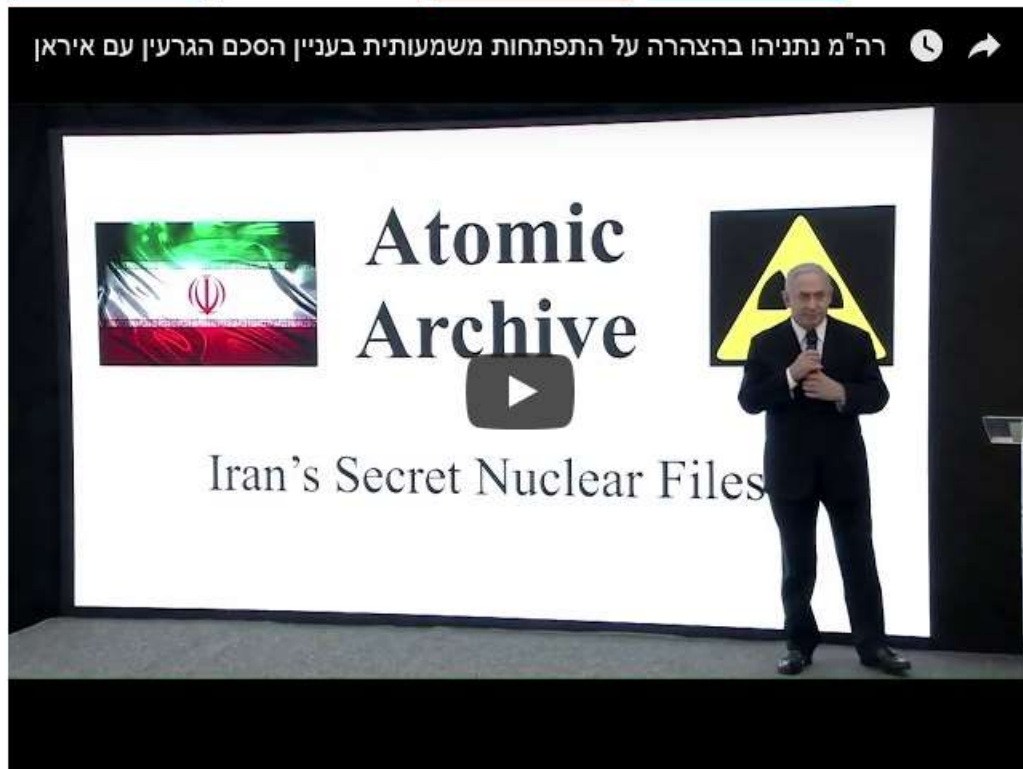 רה"מ נתניהו בהצהרה על התפתחות משמעותית בעניין הסכם הגרעין עם איראן
Atomic
Archive
Iran's Secret Nuclear Files